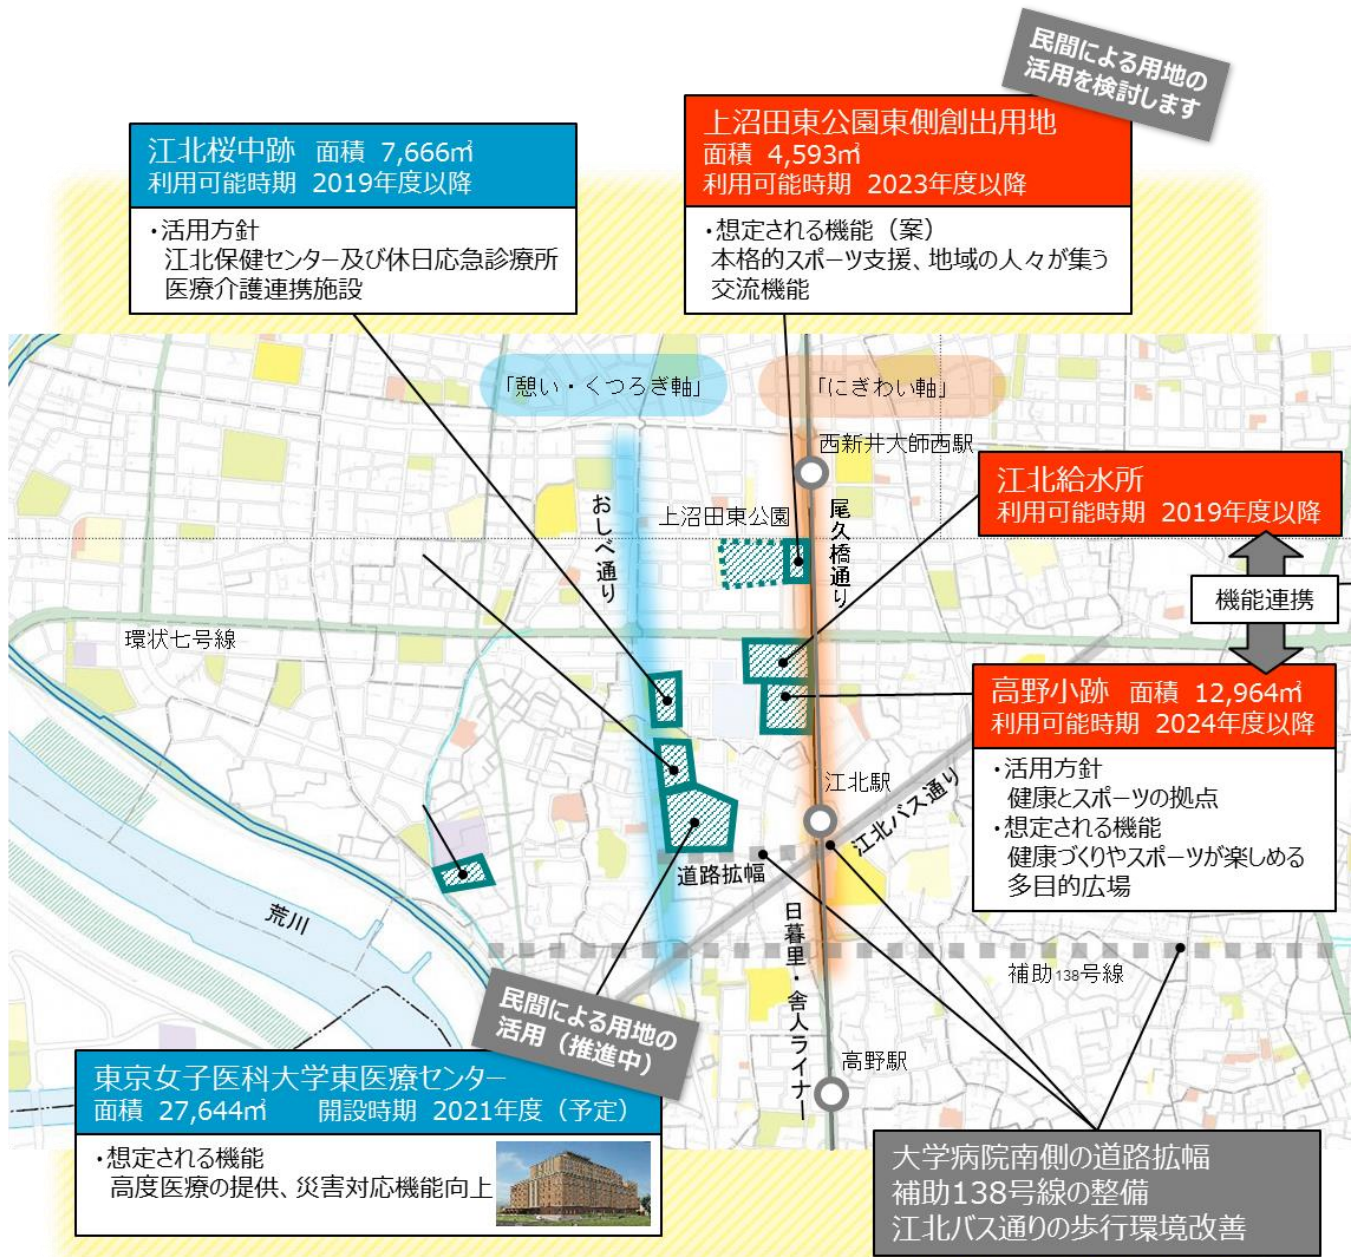 民間による用地の
活用を検討します
江北桜中跡 面積 7,666㎡
利用可能時期 2019年度以降
・活用方針
江北保健センター及び休日応急診療所
医療介護連携施設
上沼田東公園東側創出用地
面積 4,593㎡
利用可能時期 2023年度以降
・想定される機能（案）
本格的スポーツ支援、地域の人々が集う
交流機能
「憩い・くつろぎ軸」
「にぎわい軸」
西新井大師西駅
おしべ通り
上沼田東公園
尾久橋通り
江北給水所
利用可能時期 2019年度以降
機能連携
環状七号線
高野小跡 面積 12,964㎡
利用可能時期 2024年度以降
・活用方針
健康とスポーツの拠点
・想定される機能
健康づくりやスポーツが楽しめる
多目的広場
江北駅
江北バス通り
道路拡幅
荒川
日暮里・舎人ライナー
補助138号線
民間による用地の
活用（推進中）
高野駅
東京女子医科大学東医療センター
面積 27,644㎡ 開設時期 2021年度（予定）
・想定される機能
高度医療の提供、災害対応機能向上
大学病院南側の道路拡幅
補助138号線の整備
江北バス通りの歩行環境改善